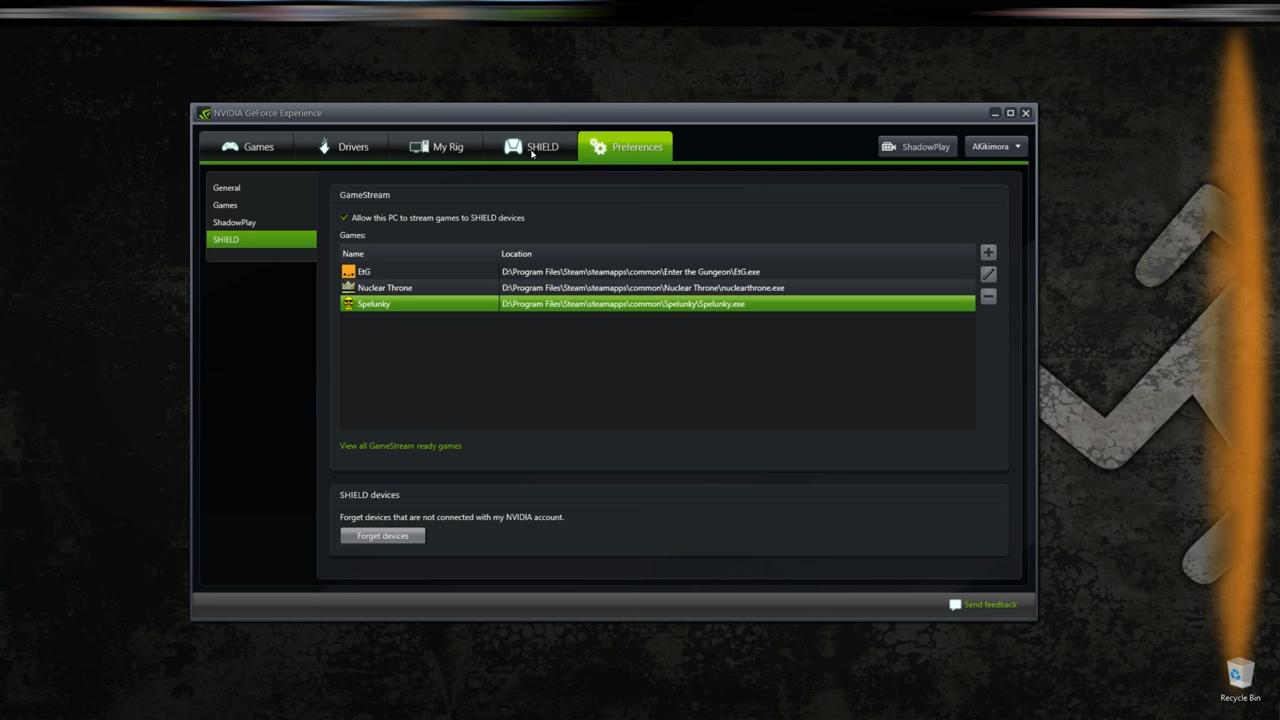 NVIDIA GeForce Experience
Games Drivers My Rig SHIELD Preferences ShadowPlay AKikimora
General
Games
ShadowPlay
SHIELD
GameStream
Allow this PC to stream games to SHIELD devices
Games:
Name Location
EtG D:\Program Files\Steam\steamapps\common\Enter the Gungeon\EtG.exe
Nuclear Throne D:\Program Files\Steam\steamapps\common\Nuclear Throne\nuclearthrone.exe
Spelunky D:\Program Files\Steam\steamapps\common\Spelunky\Spelunky.exe
View all GameStream ready games
SHIELD devices
Forget devices that are not connected with my NVIDIA account.
Forget devices
Send feedback
Recycle Bin